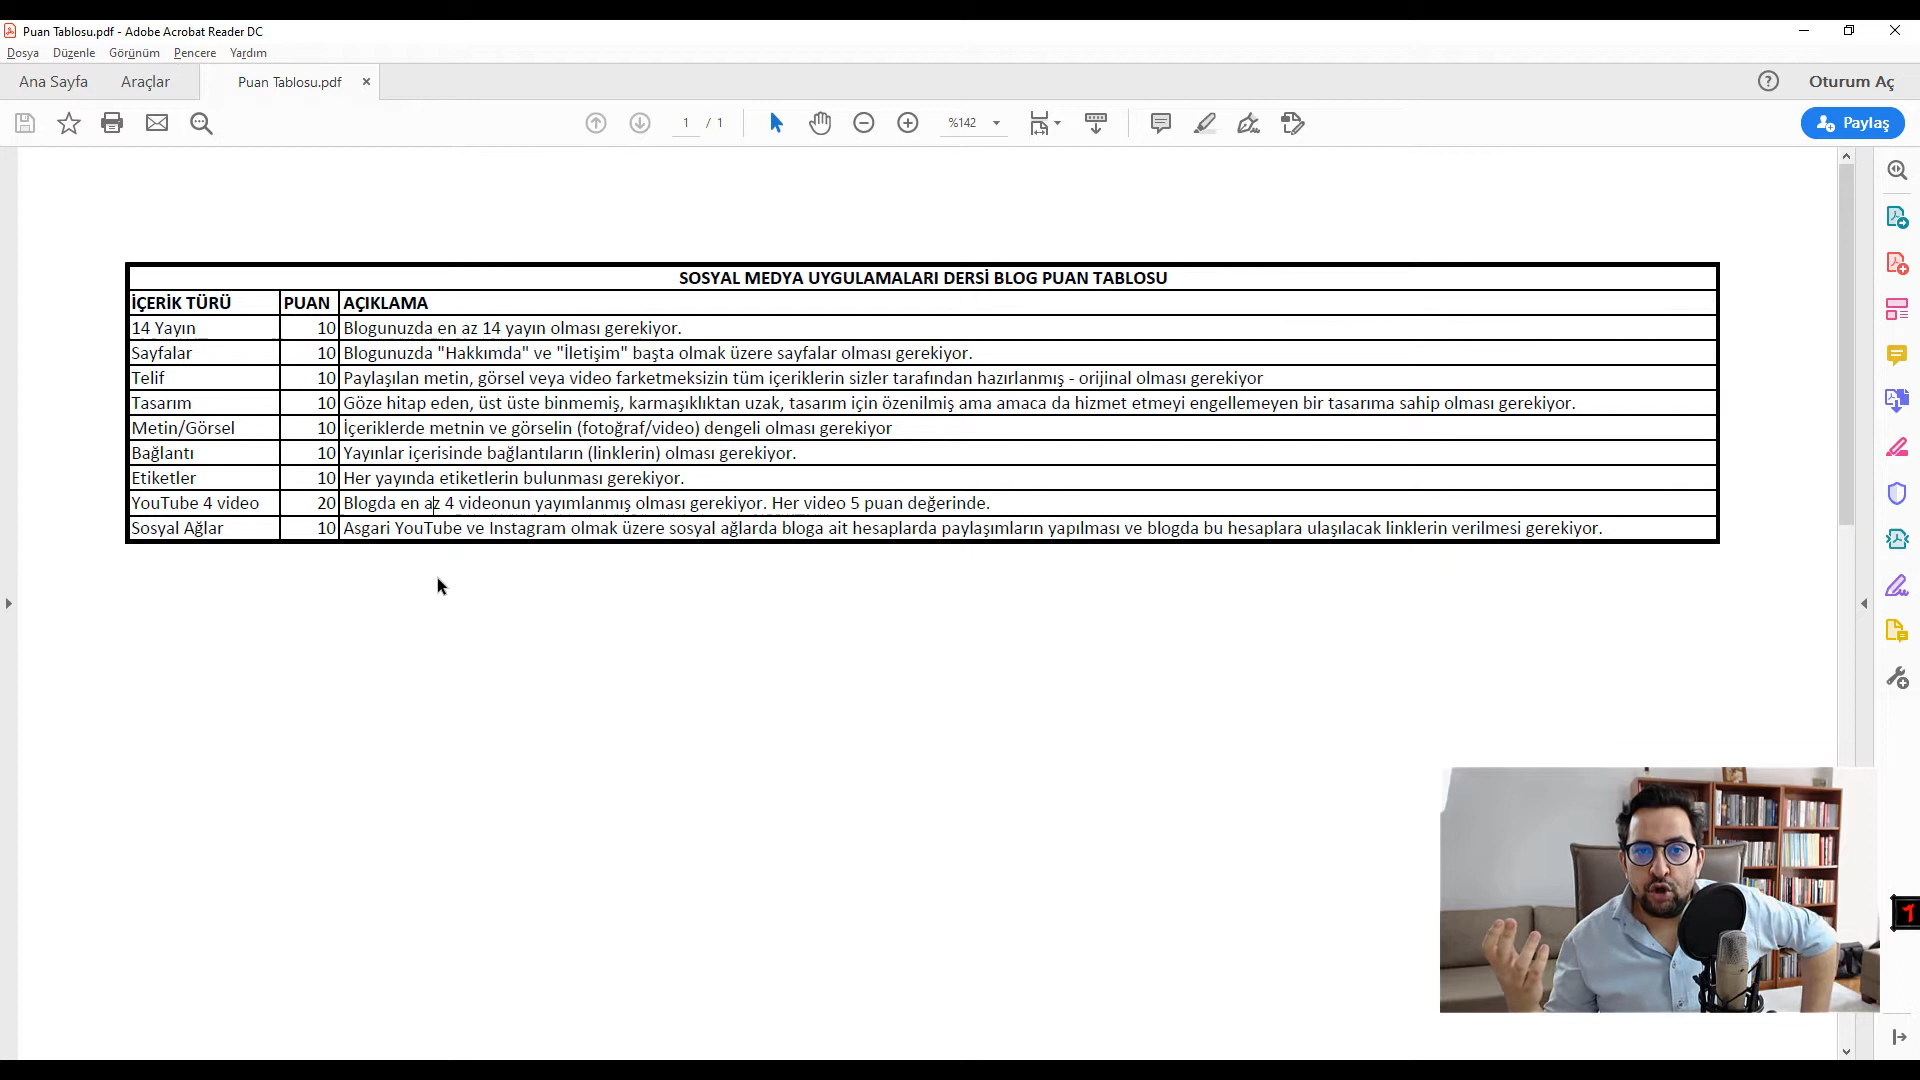 Puan Tablosu.pdf - Adobe Acrobat Reader DC
Dosya Düzenle Görünüm Pencere Yardım
Ana Sayfa Araçlar Puan Tablosu.pdf × ? Oturum Aç
1 / 1 %142 Paylaş
SOSYAL MEDYA UYGULAMALARI DERSİ BLOG PUAN TABLOSU
İÇERİK TÜRÜ PUAN AÇIKLAMA
14 Yayın 10 Blogunuzda en az 14 yayın olması gerekiyor.
Sayfalar 10 Blogunuzda "Hakkımda" ve "İletişim" başta olmak üzere sayfalar olması gerekiyor.
Telif 10 Paylaşılan metin, görsel veya video farketmeksizin tüm içeriklerin sizler tarafından hazırlanmış - orijinal olması gerekiyor
Tasarım 10 Göze hitap eden, üst üste binmemiş, karmaşıklıktan uzak, tasarım için özenilmiş ama amaca da hizmet etmeyi engellemeyen bir tasarıma sahip olması gerekiyor.
Metin/Görsel 10 İçeriklerde metnin ve görselin (fotoğraf/video) dengeli olması gerekiyor
Bağlantı 10 Yayınlar içerisinde bağlantıların (linklerin) olması gerekiyor.
Etiketler 10 Her yayında etiketlerin bulunması gerekiyor.
YouTube 4 video 20 Blogda en az 4 videonun yayımlanmış olması gerekiyor. Her video 5 puan değerinde.
Sosyal Ağlar 10 Asgari YouTube ve Instagram olmak üzere sosyal ağlarda bloga ait hesaplarda paylaşımların yapılması ve blogda bu hesaplara ulaşılacak linklerin verilmesi gerekiyor.